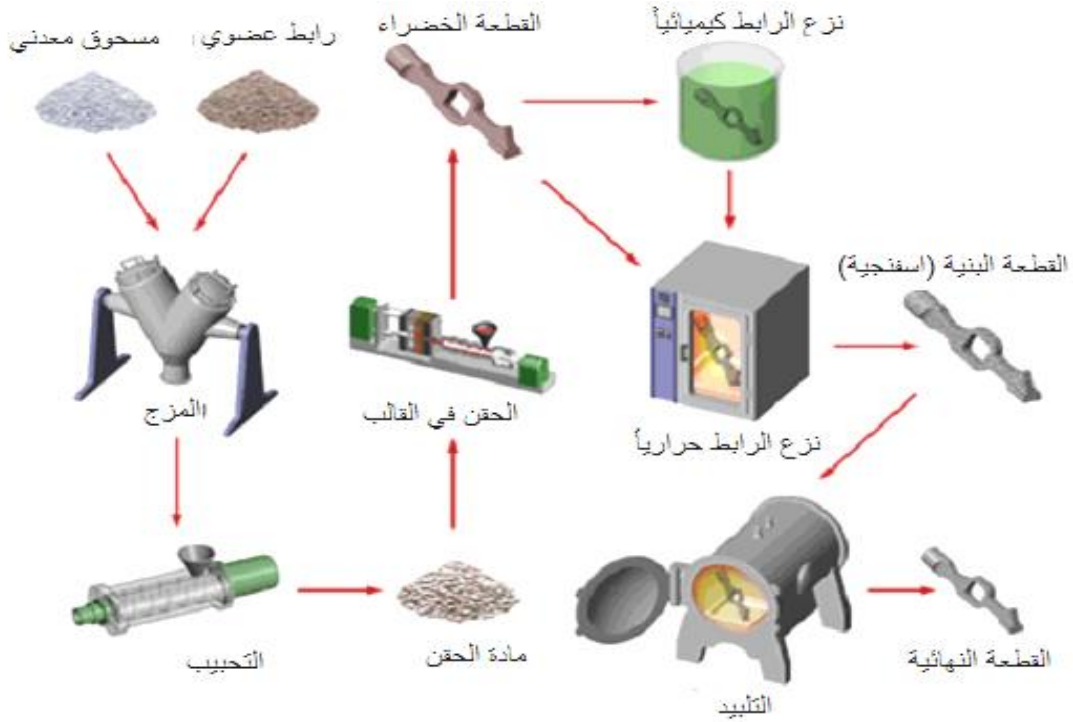 نزع الرابط كيميائياً
القطعة الخضراء
رابط عضوي
مسحوق معدني
القطعة البنية (اسفنجية)
المزج
الحقن في القالب
نزع الرابط حرارياً
التحبيب
مادة الحقن
التلبيد
القطعة النهائية